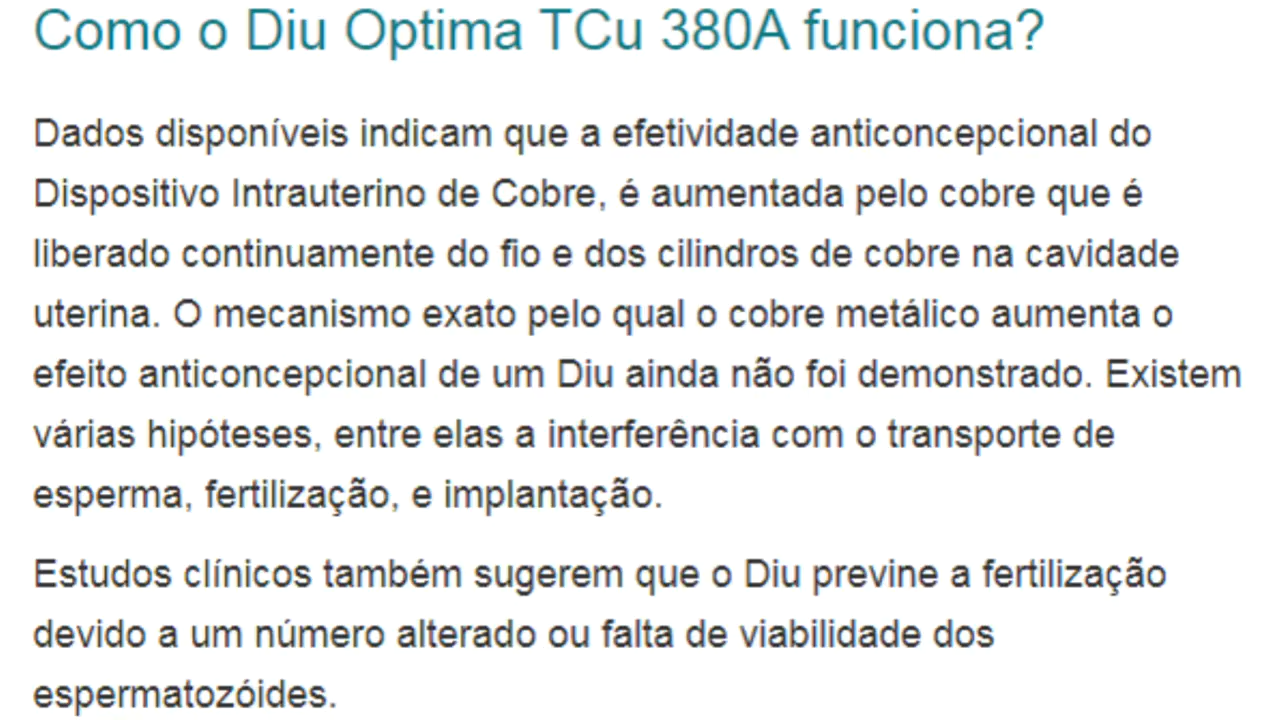 Como o Diu Optima TCu 380A funciona?
Dados disponíveis indicam que a efetividade anticoncepcional do
Dispositivo Intrauterino de Cobre, é aumentada pelo cobre que é
liberado continuamente do fio e dos cilindros de cobre na cavidade
uterina. O mecanismo exato pelo qual o cobre metálico aumenta o
efeito anticoncepcional de um Diu ainda não foi demonstrado. Existem
várias hipóteses, entre elas a interferência com o transporte de
esperma, fertilização, e implantação.
Estudos clínicos também sugerem que o Diu previne a fertilização
devido a um número alterado ou falta de viabilidade dos
espermatozóides.